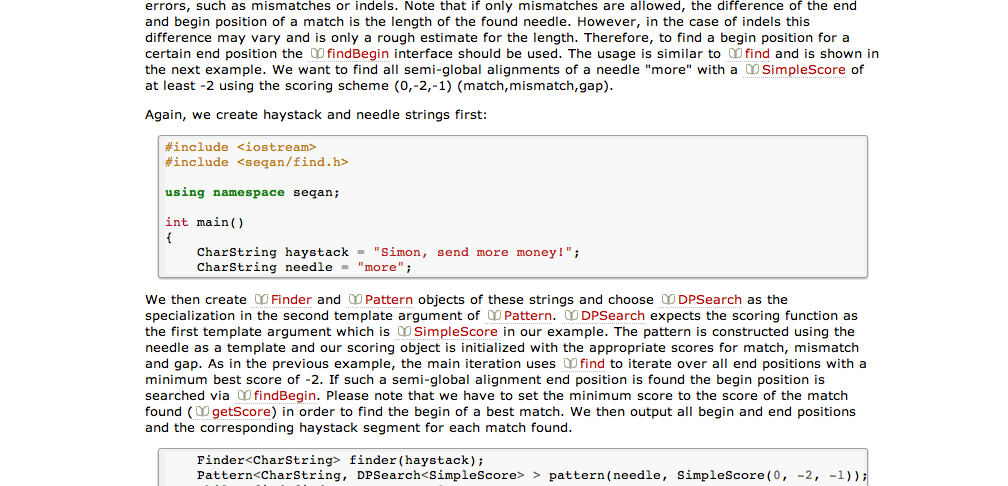 errors, such as mismatches or indels. Note that if only mismatches are allowed, the difference of the end
and begin position of a match is the length of the found needle. However, in the case of indels this
difference may vary and is only a rough estimate for the length. Therefore, to find a begin position for a
certain end position the findBegin interface should be used. The usage is similar to find and is shown in
the next example. We want to find all semi-global alignments of a needle "more" with a SimpleScore of
at least -2 using the scoring scheme (0,-2,-1) (match,mismatch,gap).
Again, we create haystack and needle strings first:
#include <iostream>
#include <seqan/find.h>
using namespace seqan;
int main()
{
CharString haystack = "Simon, send more money!";
CharString needle = "more";
We then create Finder and Pattern objects of these strings and choose DPSearch as the
specialization in the second template argument of Pattern. DPSearch expects the scoring function as
the first template argument which is SimpleScore in our example. The pattern is constructed using the
needle as a template and our scoring object is initialized with the appropriate scores for match, mismatch
and gap. As in the previous example, the main iteration uses find to iterate over all end positions with a
minimum best score of -2. If such a semi-global alignment end position is found the begin position is
searched via findBegin. Please note that we have to set the minimum score to the score of the match
found ( getScore) in order to find the begin of a best match. We then output all begin and end positions
and the corresponding haystack segment for each match found.
Finder<CharString> finder(haystack);
Pattern<CharString, DPSearch<SimpleScore> > pattern(needle, SimpleScore(0, -2, -1));